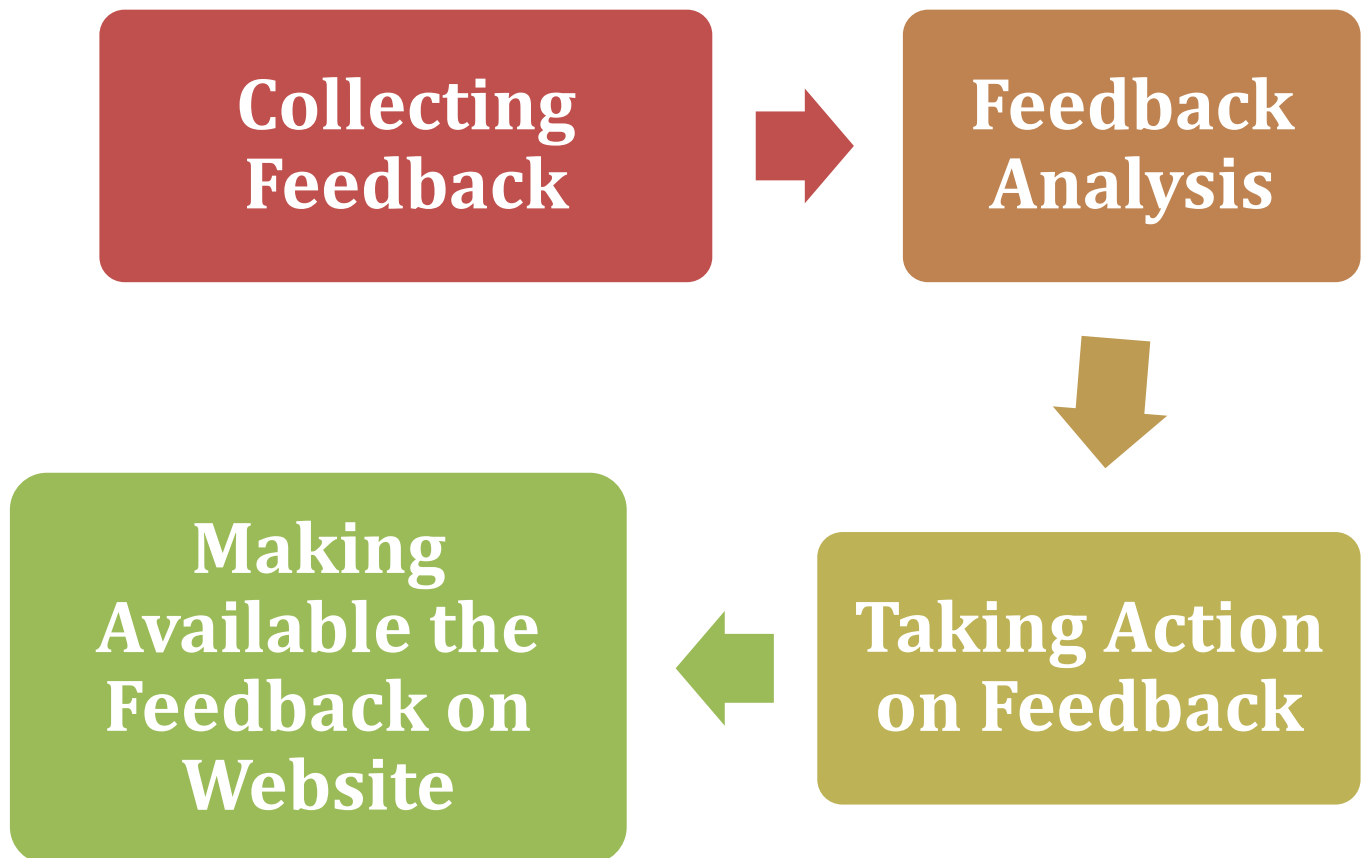 Collecting
Feedback
Feedback
Analysis
Taking Action
on Feedback
Making
Available the
Feedback on
Website